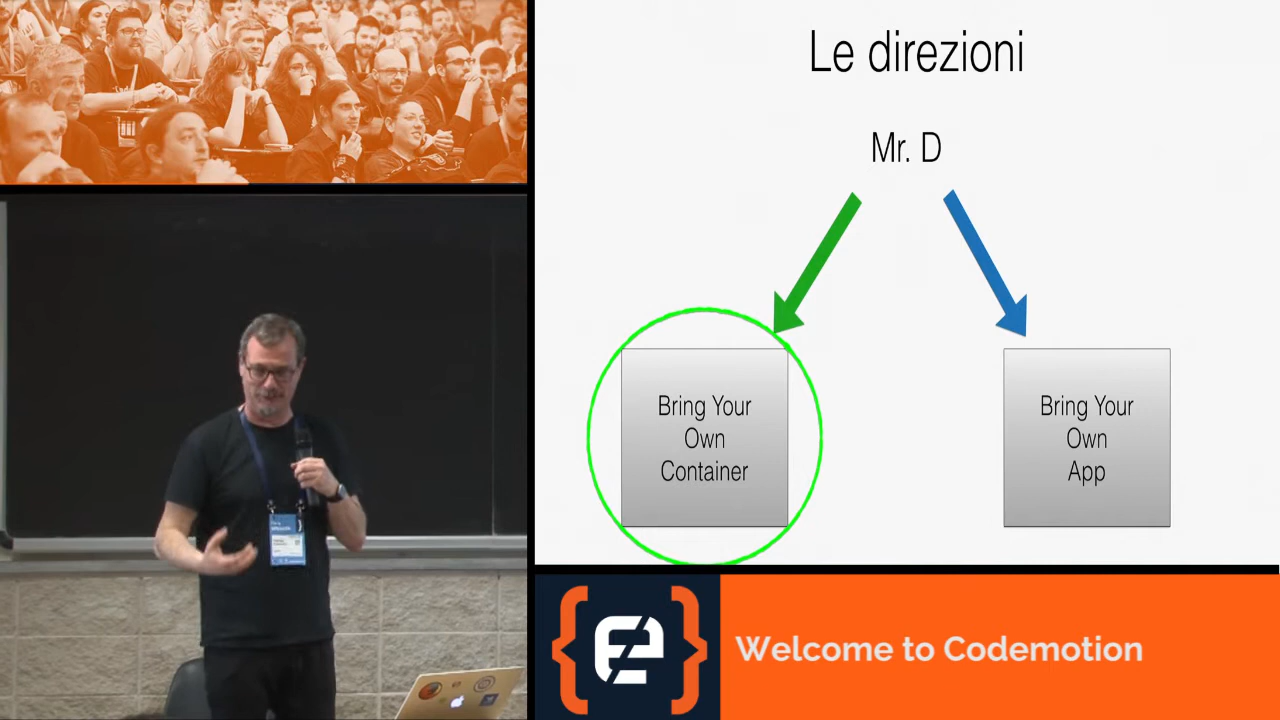 Le direzioni
Mr. D
Bring Your
Own
Container
Bring Your
Own
App
Welcome to Codemotion